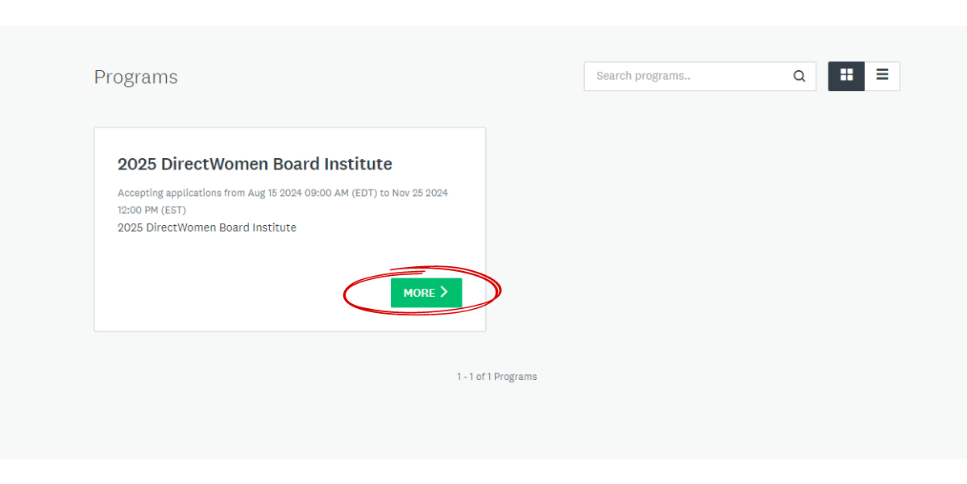 Programs
Search programs..
2025 DirectWomen Board Institute
Accepting applications from Aug 15 2024 09:00 AM (EDT) to Nov 25 2024
12:00 PM (EST)
2025 DirectWomen Board Institute
MORE
1 - 1 of 1 Programs